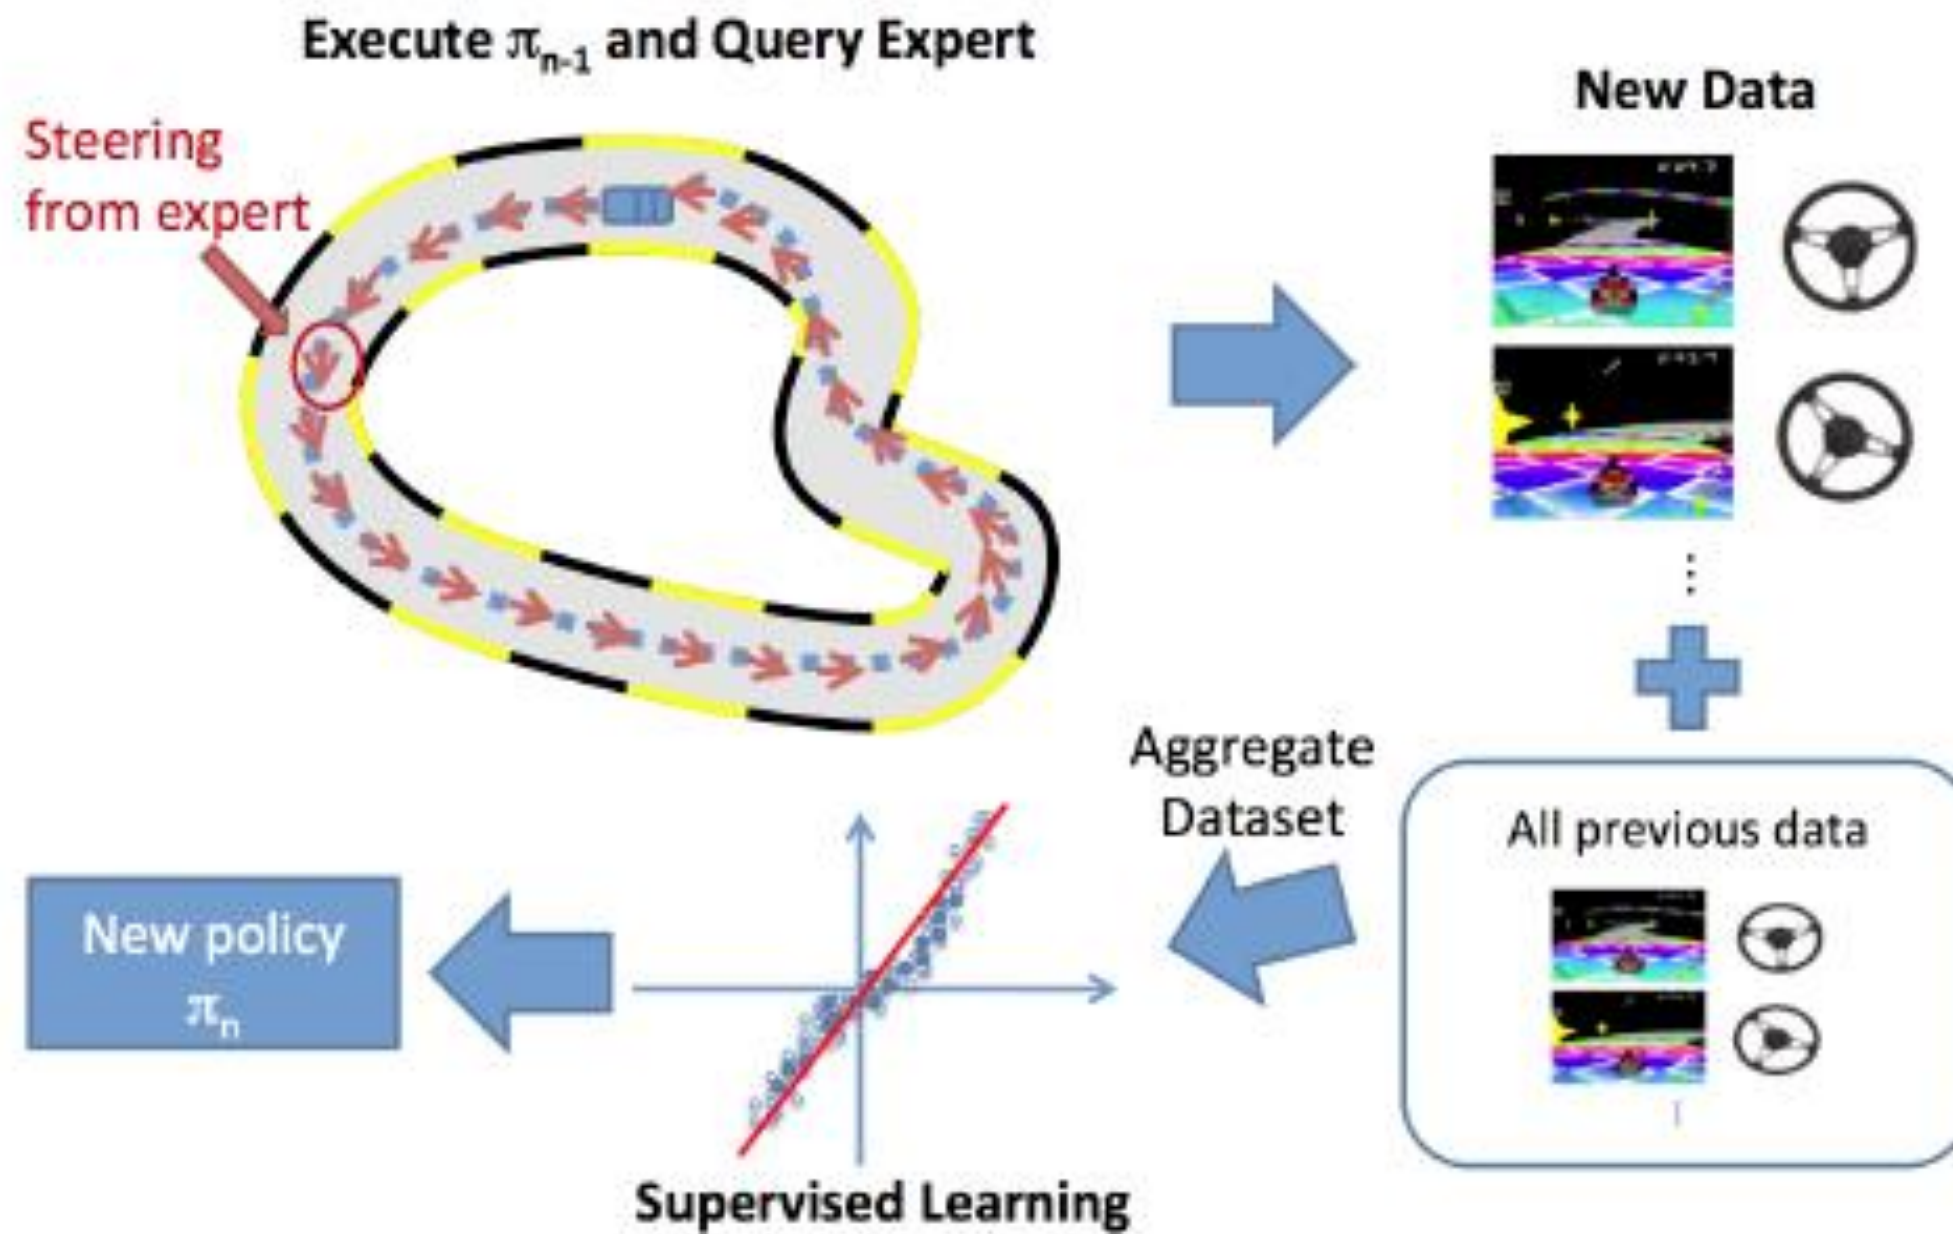 Execute πn-1 and Query Expert
Steering
from expert
New Data
Aggregate
Dataset
All previous data
New policy
πn
Supervised Learning